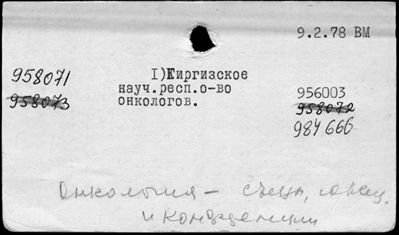 9.2.78 ВМ
958071
958073
I)Киргизское
науч.респ.о-во
онкологов.
956003
958072
984666
Онкология – съезды,
и конференции